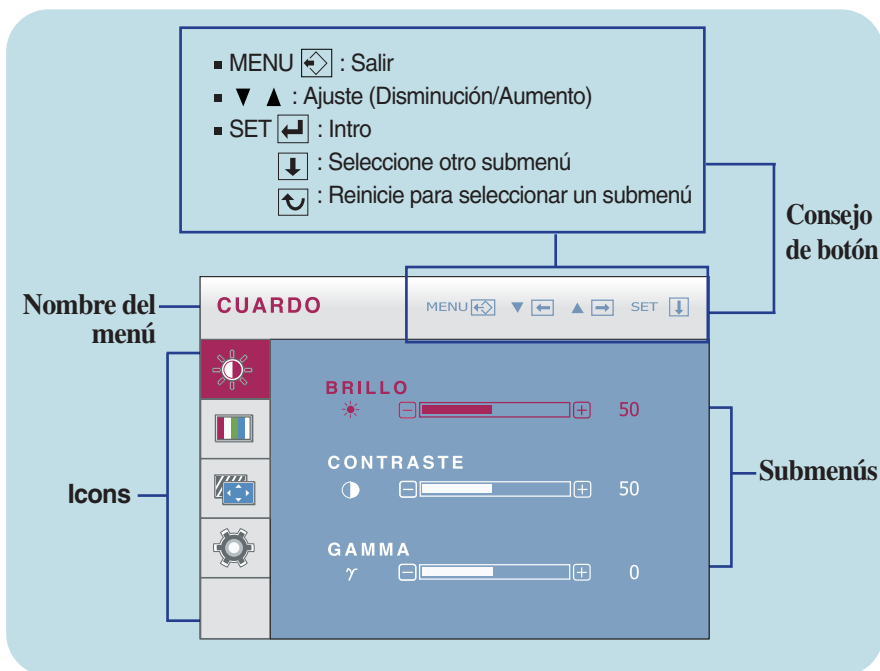 MENU : Salir
▼ ▲ : Ajuste (Disminución/Aumento)
SET : Intro
: Seleccione otro submenú
: Reinicie para seleccionar un submenú
Consejo
de botón
Nombre del
menú
CUARDO
MENU ▼ ▲ SET
BRILLO
50
CONTRASTE
50
GAMMA
γ 0
Icons
Submenús